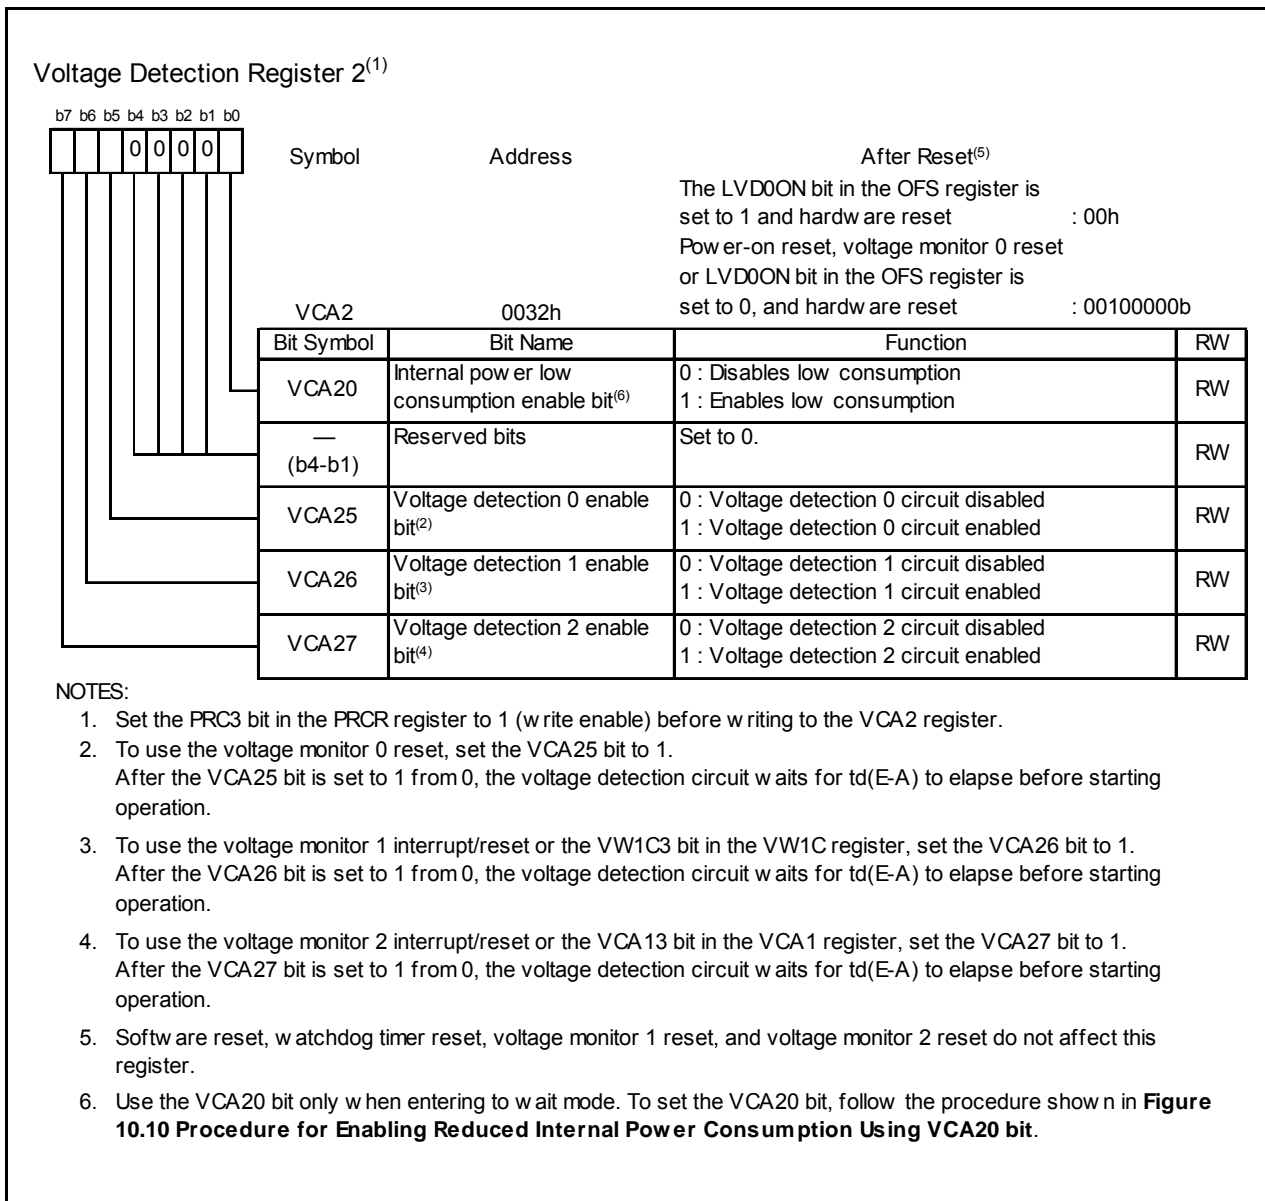 Voltage Detection Register 2(1)
b7 b6 b5 b4 b3 b2 b1 b0
0 0 0 0
Symbol Address After Reset(5)
The LVD0ON bit in the OFS register is
set to 1 and hardware reset : 00h
Power-on reset, voltage monitor 0 reset
or LVD0ON bit in the OFS register is
VCA2 0032h set to 0, and hardware reset : 00100000b
Bit Symbol Bit Name Function RW
VCA20 Internal power low consumption enable bit(6) 0 : Disables low consumption RW
1 : Enables low consumption
— (b4-b1) Reserved bits Set to 0. RW
VCA25 Voltage detection 0 enable bit(2) 0 : Voltage detection 0 circuit disabled RW
1 : Voltage detection 0 circuit enabled
VCA26 Voltage detection 1 enable bit(3) 0 : Voltage detection 1 circuit disabled RW
1 : Voltage detection 1 circuit enabled
VCA27 Voltage detection 2 enable bit(4) 0 : Voltage detection 2 circuit disabled RW
1 : Voltage detection 2 circuit enabled
NOTES:
1. Set the PRC3 bit in the PRCR register to 1 (write enable) before writing to the VCA2 register.
2. To use the voltage monitor 0 reset, set the VCA25 bit to 1.
After the VCA25 bit is set to 1 from 0, the voltage detection circuit waits for td(E-A) to elapse before starting
operation.
3. To use the voltage monitor 1 interrupt/reset or the VW1C3 bit in the VW1C register, set the VCA26 bit to 1.
After the VCA26 bit is set to 1 from 0, the voltage detection circuit waits for td(E-A) to elapse before starting
operation.
4. To use the voltage monitor 2 interrupt/reset or the VCA13 bit in the VCA1 register, set the VCA27 bit to 1.
After the VCA27 bit is set to 1 from 0, the voltage detection circuit waits for td(E-A) to elapse before starting
operation.
5. Software reset, watchdog timer reset, voltage monitor 1 reset, and voltage monitor 2 reset do not affect this
register.
6. Use the VCA20 bit only when entering to wait mode. To set the VCA20 bit, follow the procedure shown in Figure
10.10 Procedure for Enabling Reduced Internal Power Consumption Using VCA20 bit.